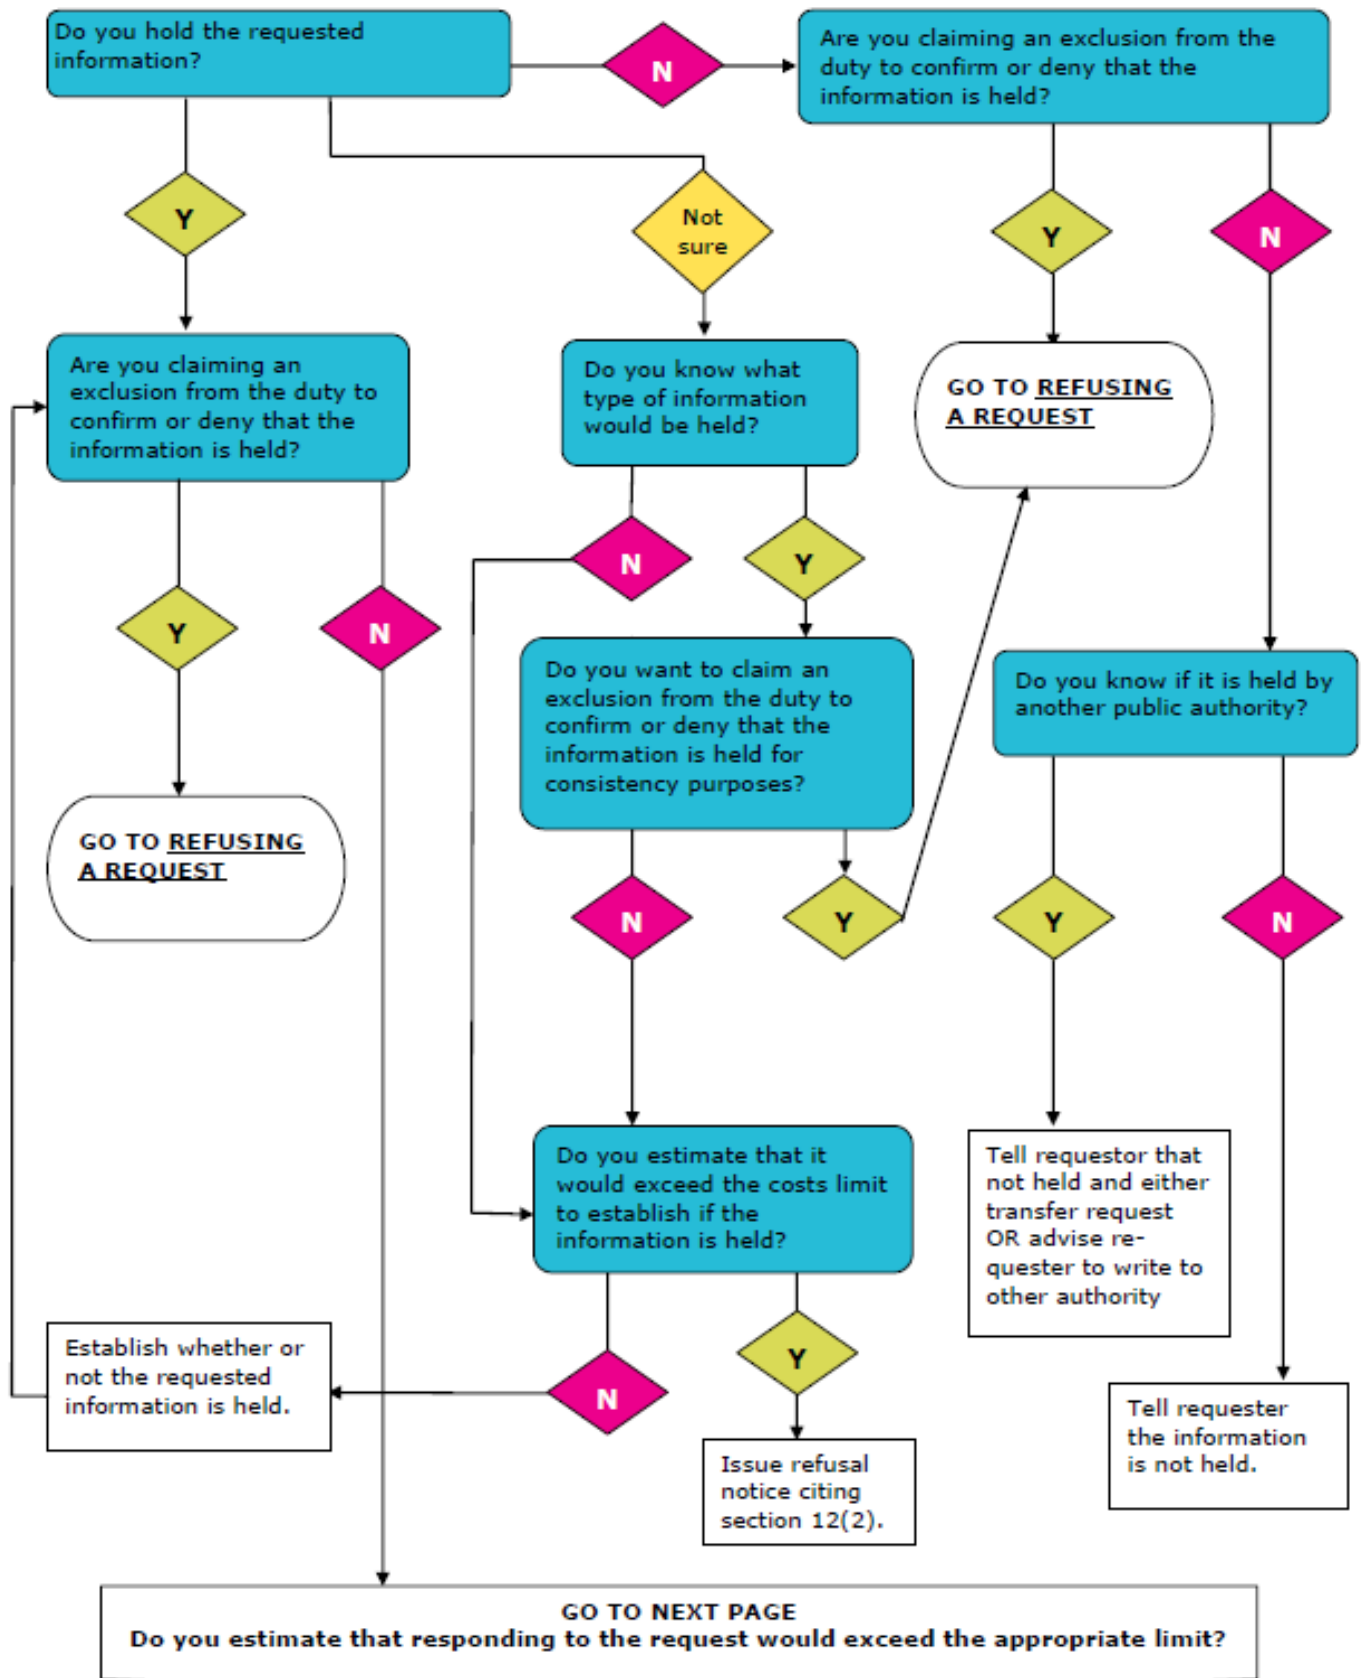 Do you hold the requested
information?
N
Are you claiming an exclusion from the
duty to confirm or deny that the
information is held?
Y
Not
sure
Y
N
Are you claiming an
exclusion from the duty to
confirm or deny that the
information is held?
Do you know what
type of information
would be held?
GO TO REFUSING
A REQUEST
N
Y
Y
N
Do you want to claim an
exclusion from the duty to
confirm or deny that the
information is held for
consistency purposes?
Do you know if it is held by
another public authority?
GO TO REFUSING
A REQUEST
N
Y
Y
N
Do you estimate that it
would exceed the costs limit
to establish if the
information is held?
Tell requestor that
not held and either
transfer request
OR advise re-
quester to write to
other authority
Establish whether or
not the requested
information is held.
N
Y
Tell requester
the information
is not held.
Issue refusal
notice citing
section 12(2).
GO TO NEXT PAGE
Do you estimate that responding to the request would exceed the appropriate limit?